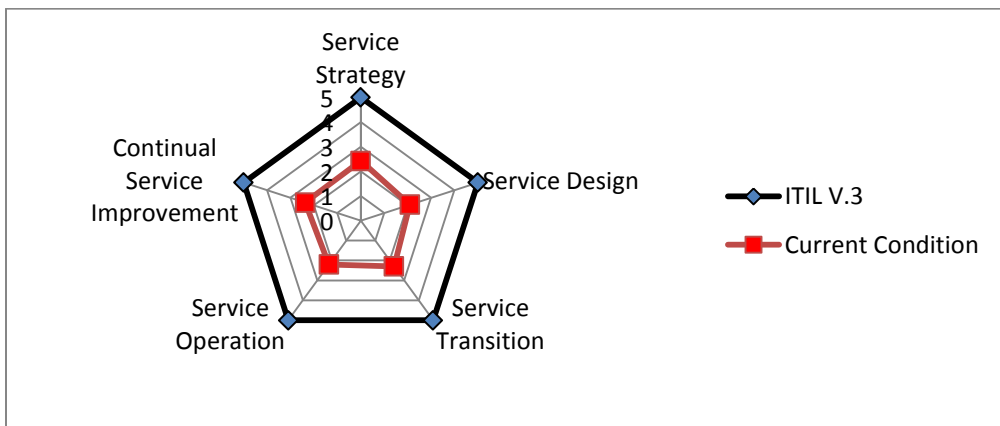 Service
Strategy
5
4
3
2
1
0
Service Design
Service
Transition
Service
Operation
Continual
Service
Improvement
ITIL V.3
Current Condition